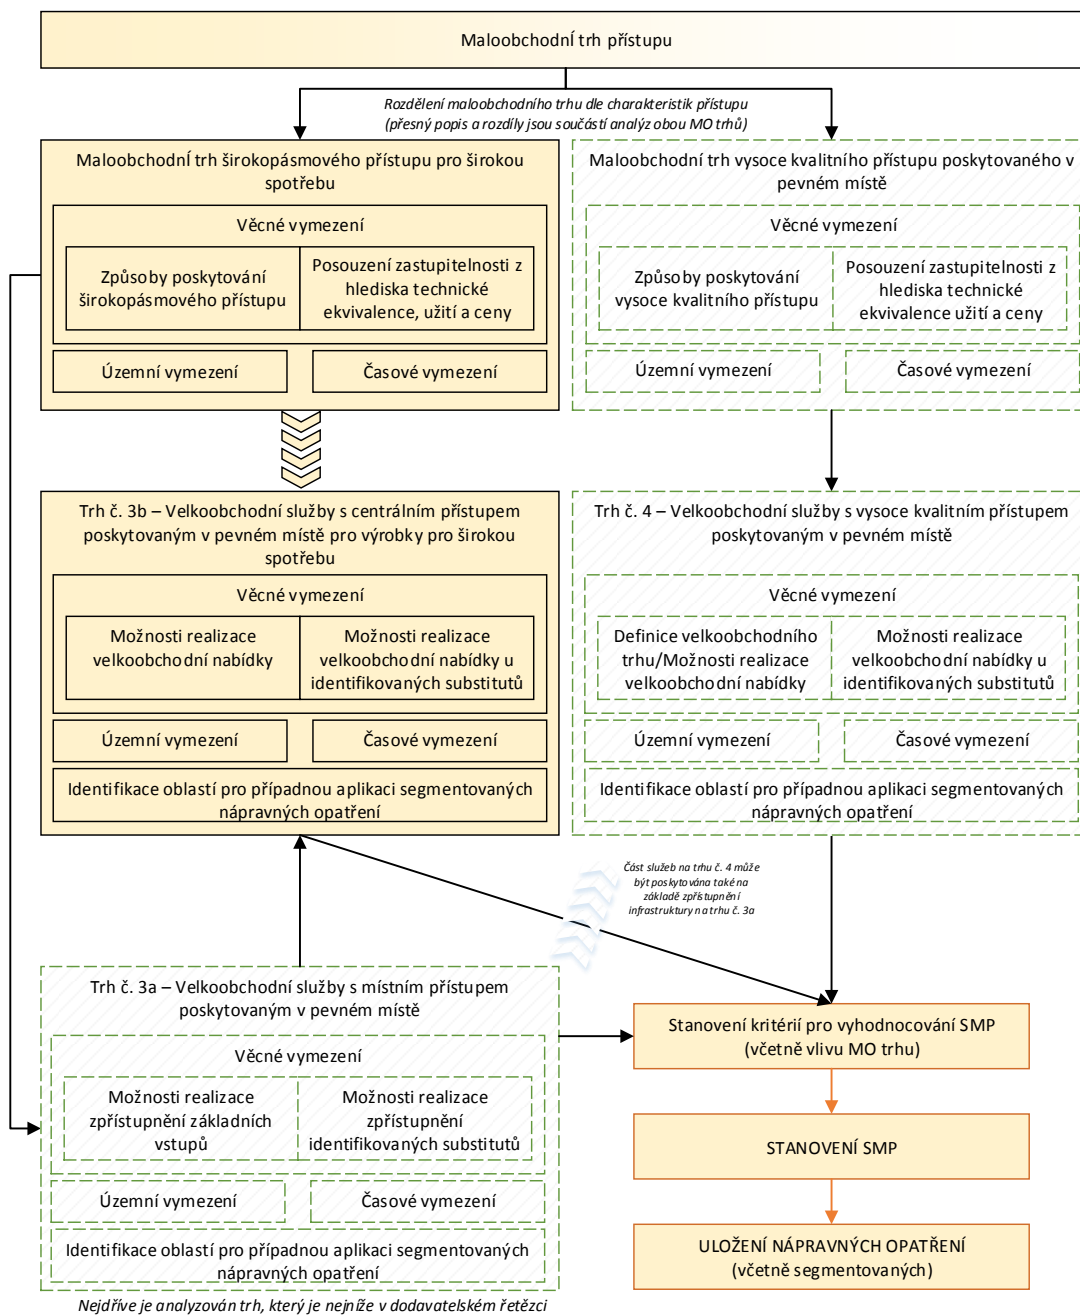 Maloobchodní trh přístupu
Rozdělení maloobchodního trhu dle charakteristik přístupu
(přesný popis a rozdíly jsou součástí analýz obou MO trhů)
Maloobchodní trh širokopásmového přístupu pro širokou
spotřebu
Věcné vymezení
Způsoby poskytování
širokopásmového přístupu
Posouzení zastupitelnosti z
hlediska technické
ekvivalence, užití a ceny
Územní vymezení
Časové vymezení
Maloobchodní trh vysoce kvalitního přístupu poskytovaného v
pevném místě
Věcné vymezení
Způsoby poskytování
vysoce kvalitního přístupu
Posouzení zastupitelnosti z
hlediska technické
ekvivalence užití a ceny
Územní vymezení
Časové vymezení
Trh č. 3b – Velkoobchodní služby s centrálním přístupem
poskytovaným v pevném místě pro výrobky pro širokou
spotřebu
Věcné vymezení
Možnosti realizace
velkoobchodní nabídky
Možnosti realizace
velkoobchodní nabídky u
identifikovaných substitutů
Územní vymezení
Časové vymezení
Identifikace oblastí pro případnou aplikaci segmentovaných
nápravných opatření
Trh č. 4 – Velkoobchodní služby s vysoce kvalitním přístupem
poskytovaným v pevném místě
Věcné vymezení
Definice velkoobchodního
trhu/Možnosti realizace
velkoobchodní nabídky
Možnosti realizace
velkoobchodní nabídky u
identifikovaných substitutů
Územní vymezení
Časové vymezení
Identifikace oblastí pro případnou aplikaci segmentovaných
nápravných opatření
Část služeb na trhu č. 4 může
být poskytována také na
základě zpřístupnění
infrastruktury na trhu č. 3a
Trh č. 3a – Velkoobchodní služby s místním přístupem
poskytovaným v pevném místě
Věcné vymezení
Možnosti realizace
zpřístupnění základních
vstupů
Možnosti realizace
zpřístupnění
identifikovaných substitutů
Územní vymezení
Časové vymezení
Identifikace oblastí pro případnou aplikaci segmentovaných
nápravných opatření
Nejdříve je analyzován trh, který je nejníže v dodavatelském řetězci
Stanovení kritérií pro vyhodnocování SMP
(včetně vlivu MO trhu)
STANOVENÍ SMP
ULOŽENÍ NÁPRAVNÝCH OPATŘENÍ
(včetně segmentovaných)